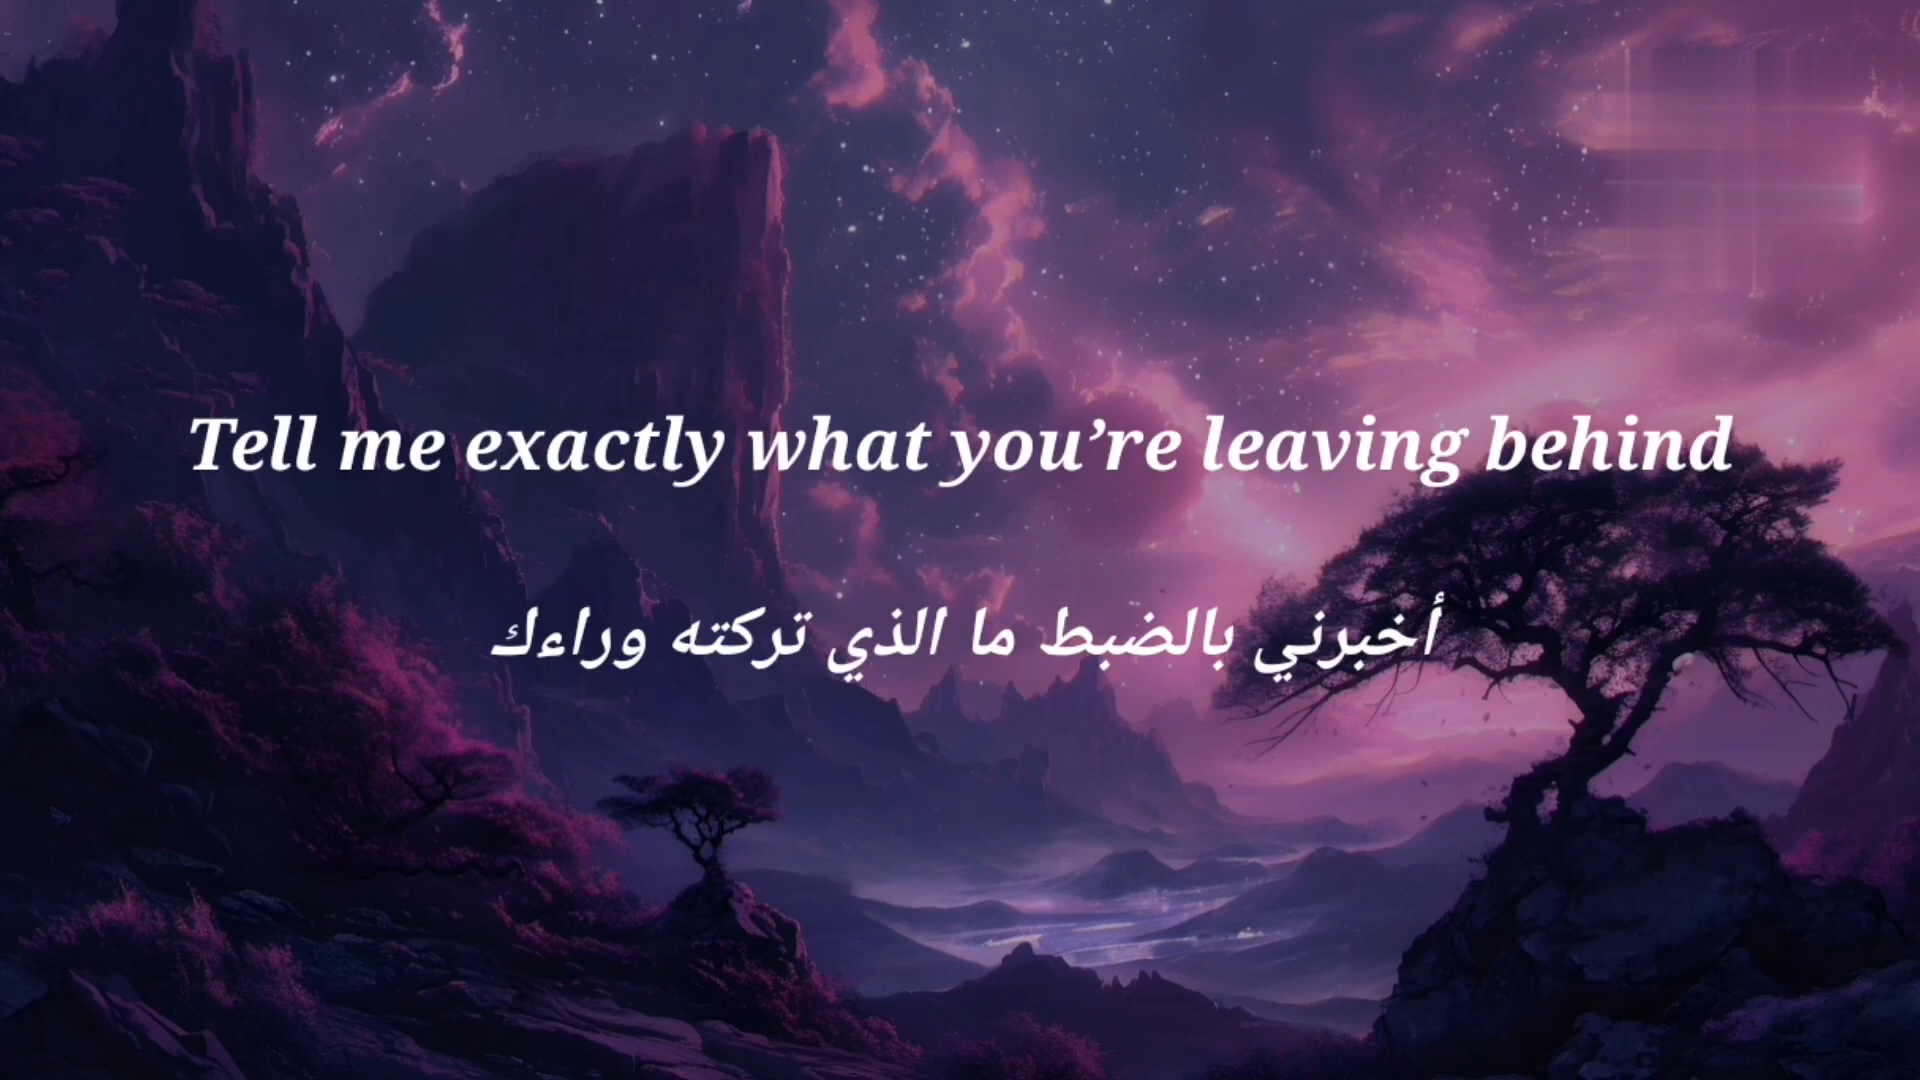 Tell me exactly what you’re leaving behind
أخبرني بالضبط ما الذي تركته وراءك